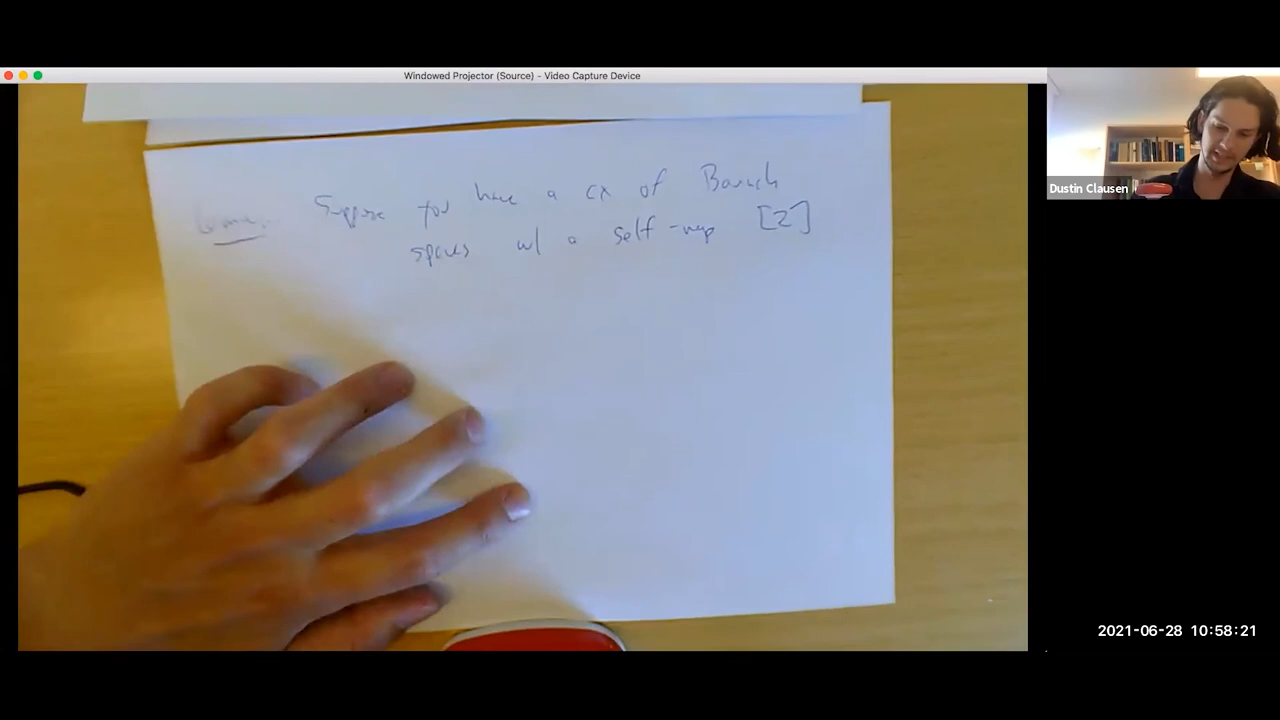 Windowed Projector (Source) - Video Capture Device
Suppose you have a cx of Banach
spaces w/ a self-map [2]
Dustin Clausen
2021-06-28 10:58:21